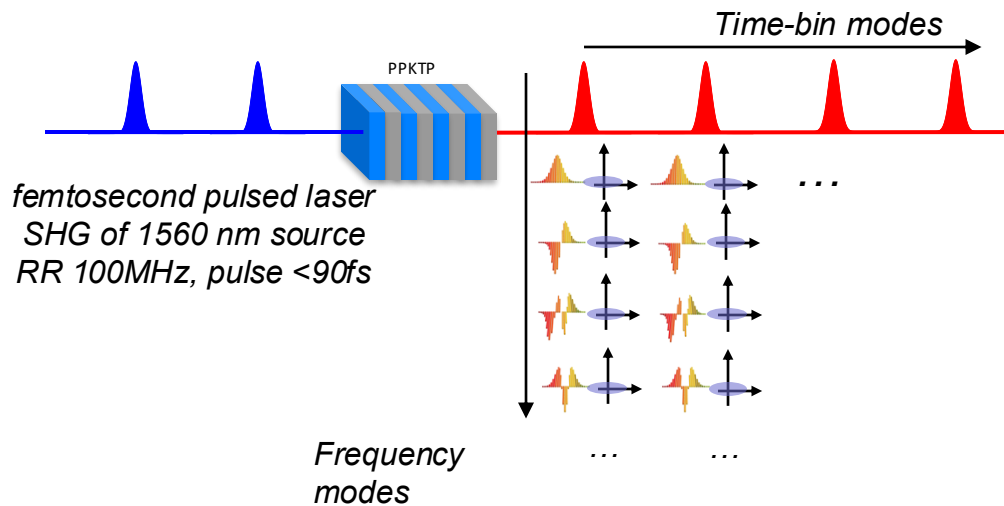 Time-bin modes
PPKTP
...
femtosecond pulsed laser
SHG of 1560 nm source
RR 100MHz, pulse <90fs
Frequency
modes
... ...